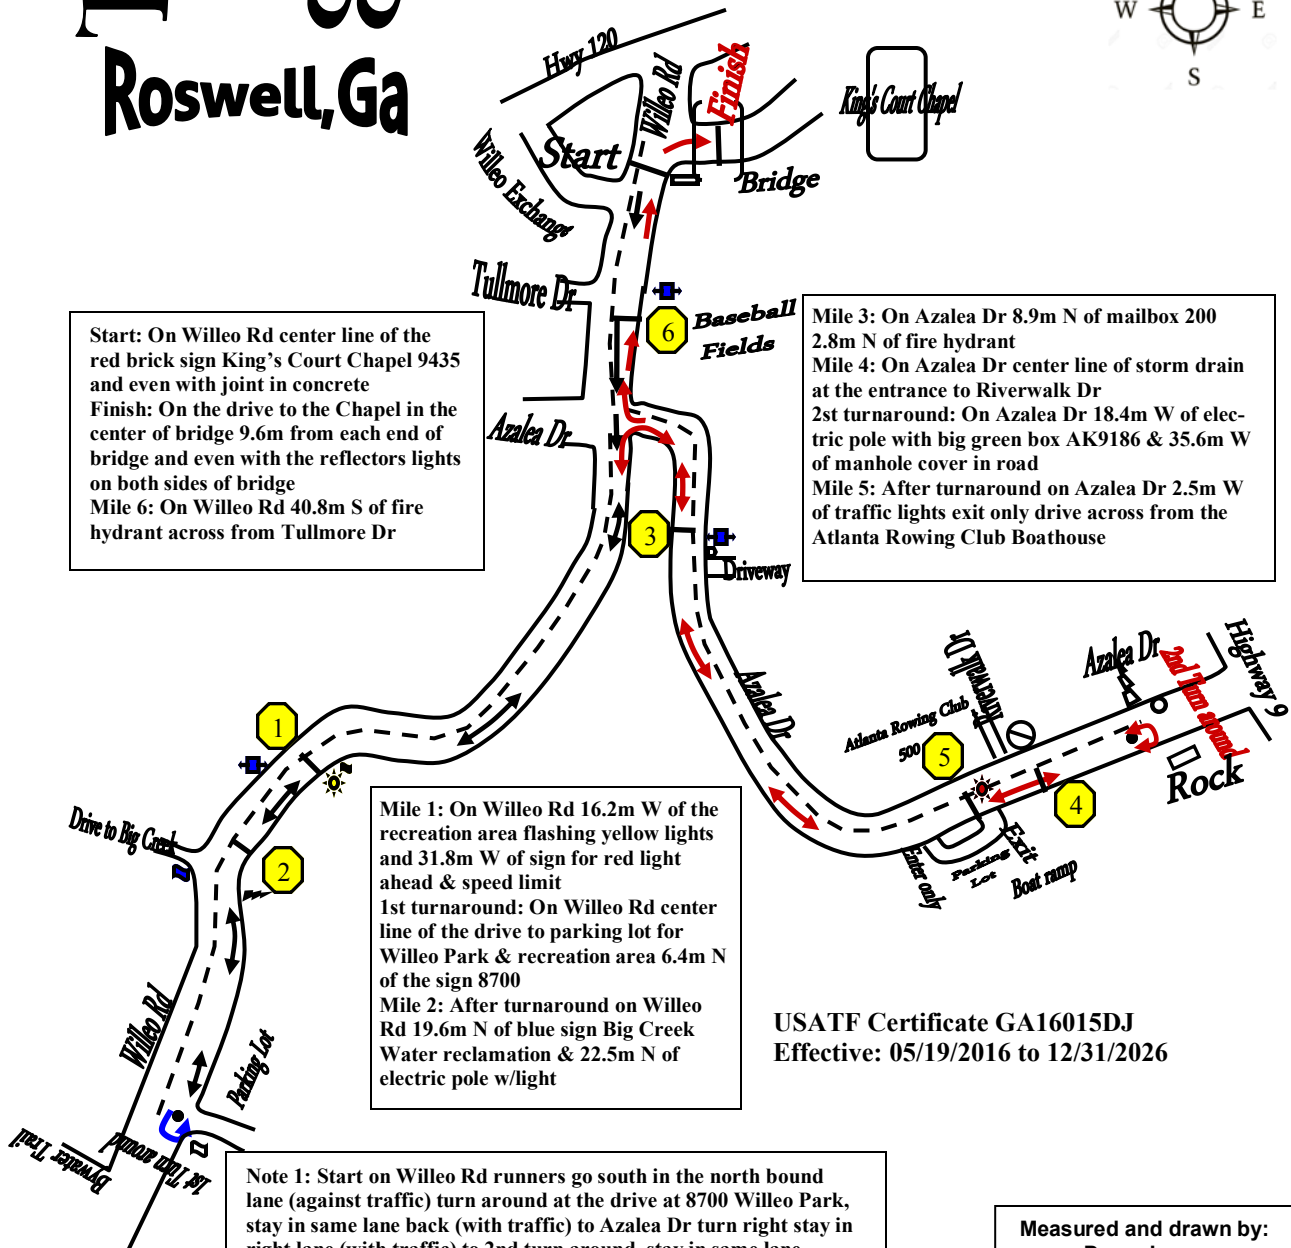 Roswell,Ga
W
E
S
Hwy 120
Willeo Rd
Finish
King's Court Chapel
Start
Bridge
Willeo Exchange
Tullmore Dr
6
Baseball
Fields
Start: On Willeo Rd center line of the
red brick sign King's Court Chapel 9435
and even with joint in concrete
Finish: On the drive to the Chapel in the
center of bridge 9.6m from each end of
bridge and even with the reflectors lights
on both sides of bridge
Mile 6: On Willeo Rd 40.8m S of fire
hydrant across from Tullmore Dr
Mile 3: On Azalea Dr 8.9m N of mailbox 200
2.8m N of fire hydrant
Mile 4: On Azalea Dr center line of storm drain
at the entrance to Riverwalk Dr
2st turnaround: On Azalea Dr 18.4m W of elec-
tric pole with big green box AK9186 & 35.6m W
of manhole cover in road
Mile 5: After turnaround on Azalea Dr 2.5m W
of traffic lights exit only drive across from the
Atlanta Rowing Club Boathouse
Azalea Dr
3
Driveway
Azalea Dr
Riverwalk Dr
Azalea Dr
2nd Turn around
Highway 9
Atlanta Rowing Club
500
5
4
Rock
Enter only
Parking
Lot
Exit
Boat ramp
1
Drive to Big Creek
2
Mile 1: On Willeo Rd 16.2m W of the
recreation area flashing yellow lights
and 31.8m W of sign for red light
ahead & speed limit
1st turnaround: On Willeo Rd center
line of the drive to parking lot for
Willeo Park & recreation area 6.4m N
of the sign 8700
Mile 2: After turnaround on Willeo
Rd 19.6m N of blue sign Big Creek
Water reclamation & 22.5m N of
electric pole w/light
USATF Certificate GA16015DJ
Effective: 05/19/2016 to 12/31/2026
Willeo Rd
Parking Lot
Bywater Trail
1st Turn around
Note 1: Start on Willeo Rd runners go south in the north bound
lane (against traffic) turn around at the drive at 8700 Willeo Park,
stay in same lane back (with traffic) to Azalea Dr turn right stay in
right lane (with traffic) to 2nd turn around, stay in same lane
Measured and drawn by: